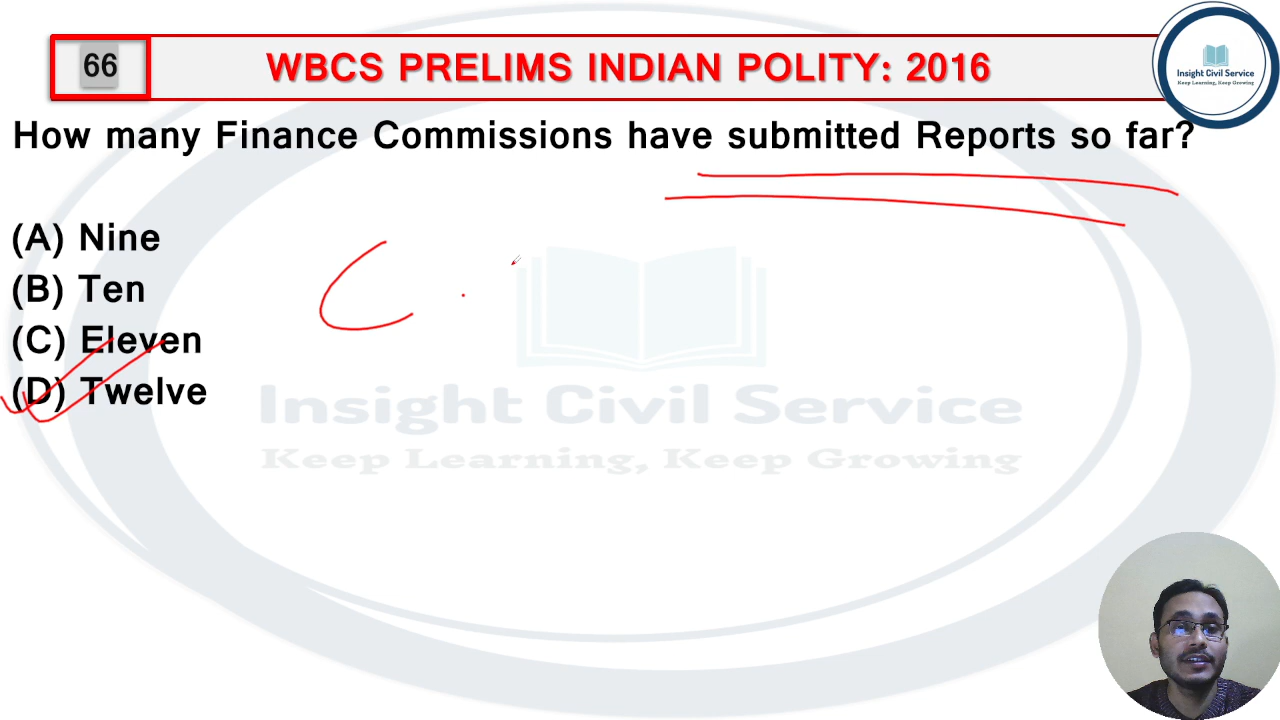 66
WBCS PRELIMS INDIAN POLITY: 2016
Insight Civil Service
Keep Learning, Keep Growing
How many Finance Commissions have submitted Reports so far?
(A) Nine
(B) Ten
(C) Eleven
(D) Twelve
Insight Civil Service
Keep Learning, Keep Growing